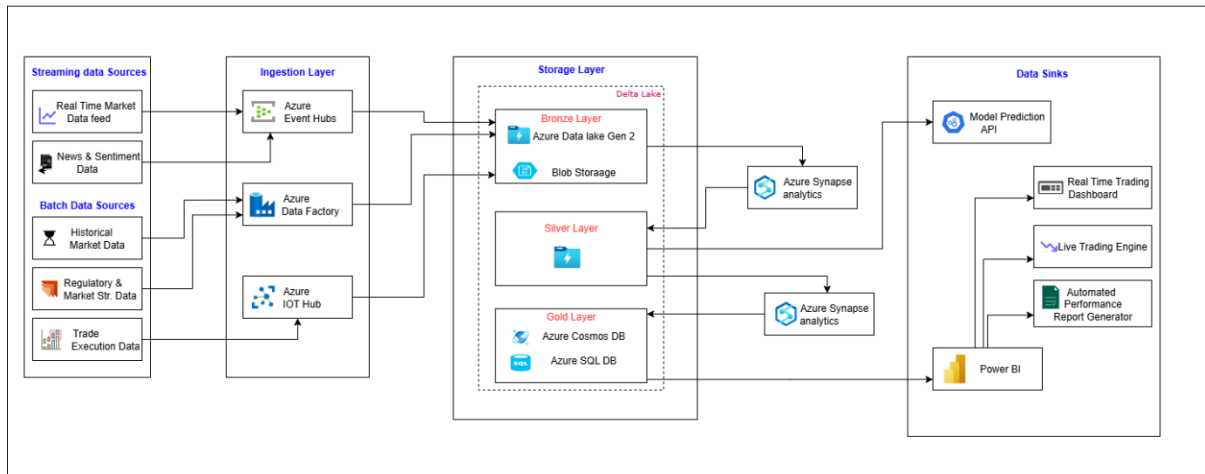 Streaming data Sources
Real Time Market
Data feed
News & Sentiment
Data
Batch Data Sources
Historical
Market Data
Regulatory &
Market Str. Data
Trade
Execution Data
Ingestion Layer
Azure
Event Hubs
Azure
Data Factory
Azure
IOT Hub
Storage Layer
Delta Lake
Bronze Layer
Azure Data lake Gen 2
Blob Storaage
Silver Layer
Gold Layer
Azure Cosmos DB
SQL
Azure SQL DB
Azure Synapse
analytics
Azure Synapse
analytics
Data Sinks
Model Prediction
API
Real Time Trading
Dashboard
Live Trading Engine
Automated
Performance
Report Generator
Power BI